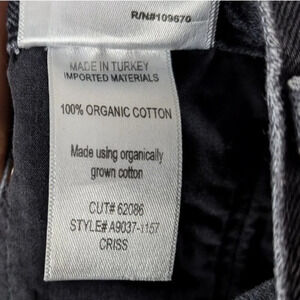 R/N#109670
MADE IN TURKEY
IMPORTED MATERIALS
100% ORGANIC COTTON
Made using organically
grown cotton
CUT# 62086
STYLE# A9037-1157
CRISS